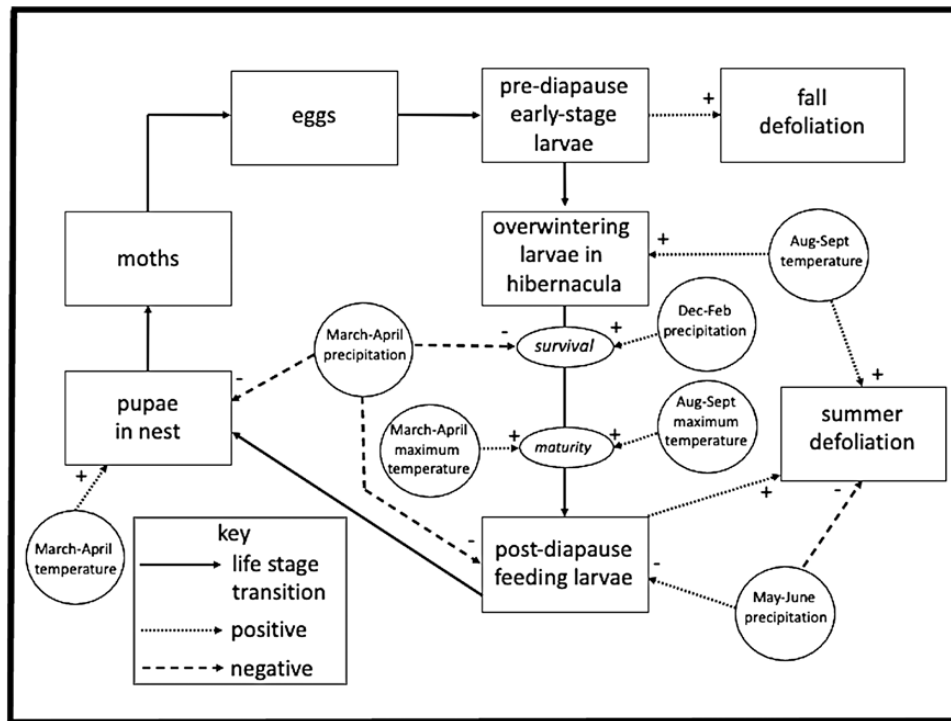 eggs
pre-diapause
early-stage
larvae
+
fall
defoliation
moths
overwintering
larvae in
hibernacula
+
Aug-Sept
temperature
March-April
precipitation
-
survival
+
Dec-Feb
precipitation
+
-
pupae
in nest
March-April
maximum
temperature
+
maturity
+
Aug-Sept
maximum
temperature
summer
defoliation
+
+
-
March-April
temperature
key
life stage
transition
positive
negative
-
post-diapause
feeding larvae
-
May-June
precipitation